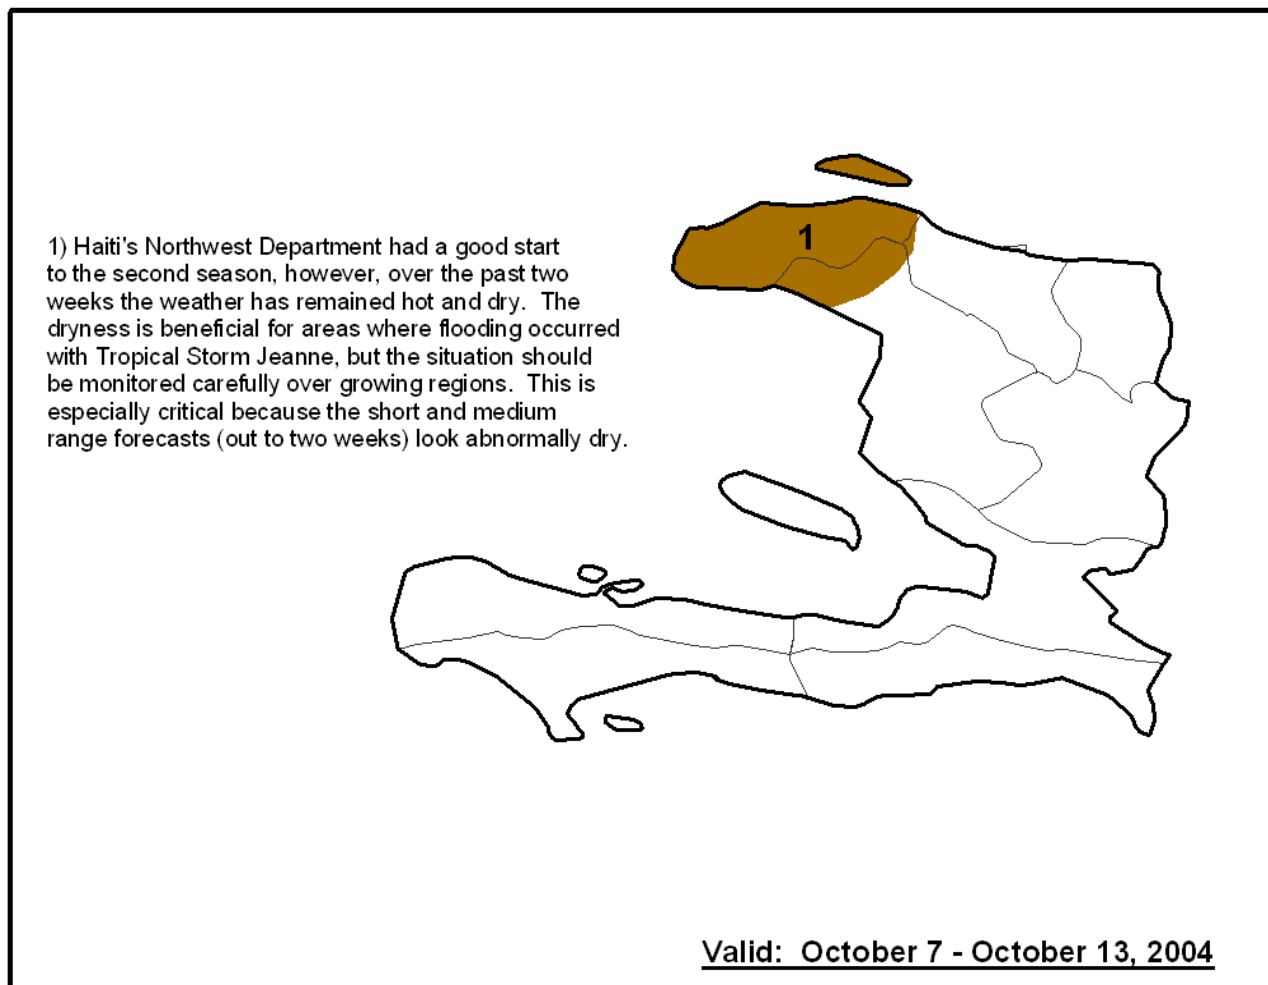 1) Haiti's Northwest Department had a good start
to the second season, however, over the past two
weeks the weather has remained hot and dry.  The
dryness is beneficial for areas where flooding occurred
with Tropical Storm Jeanne, but the situation should
be monitored carefully over growing regions.  This is
especially critical because the short and medium
range forecasts (out to two weeks) look abnormally dry.
1
Valid:  October 7 - October 13, 2004